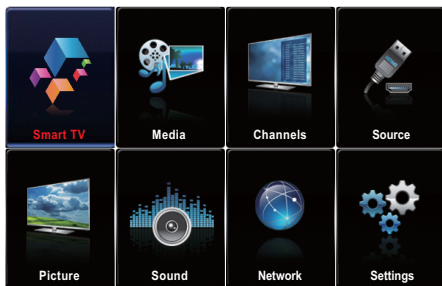 Smart TV
Media
Channels
Source
Picture
Sound
Network
Settings